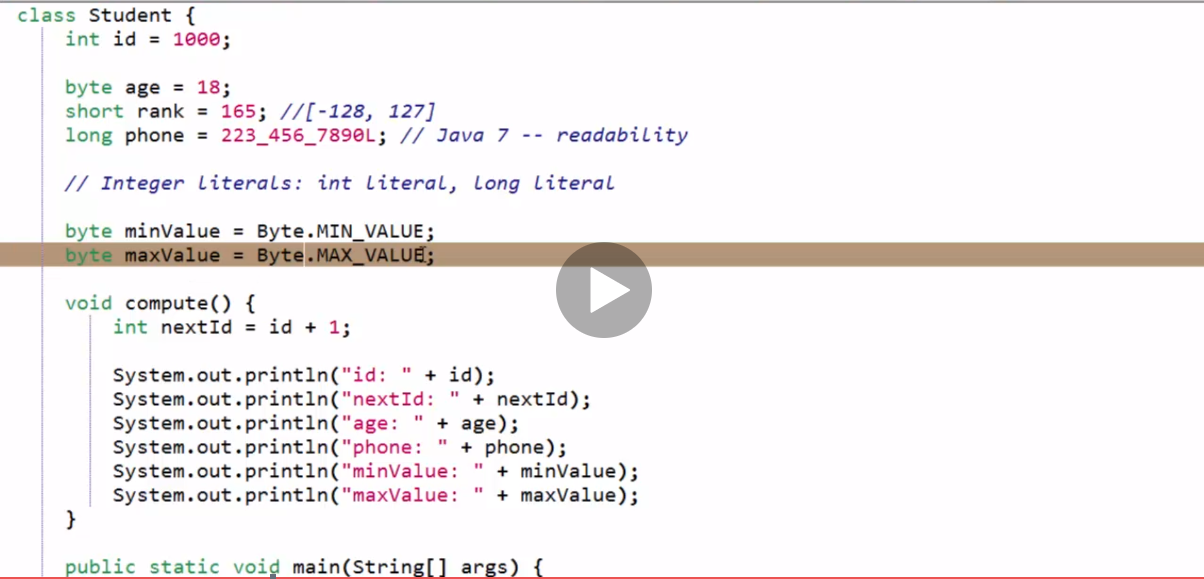 class Student {
int id = 1000;
byte age = 18;
short rank = 165; //[-128, 127]
long phone = 223_456_7890L; // Java 7 -- readability
// Integer literals: int literal, long literal
byte minValue = Byte.MIN_VALUE;
byte maxValue = Byte.MAX_VALUE;
void compute() {
int nextId = id + 1;
System.out.println("id: " + id);
System.out.println("nextId: " + nextId);
System.out.println("age: " + age);
System.out.println("phone: " + phone);
System.out.println("minValue: " + minValue);
System.out.println("maxValue: " + maxValue);
}
public static void main(String[] args) {